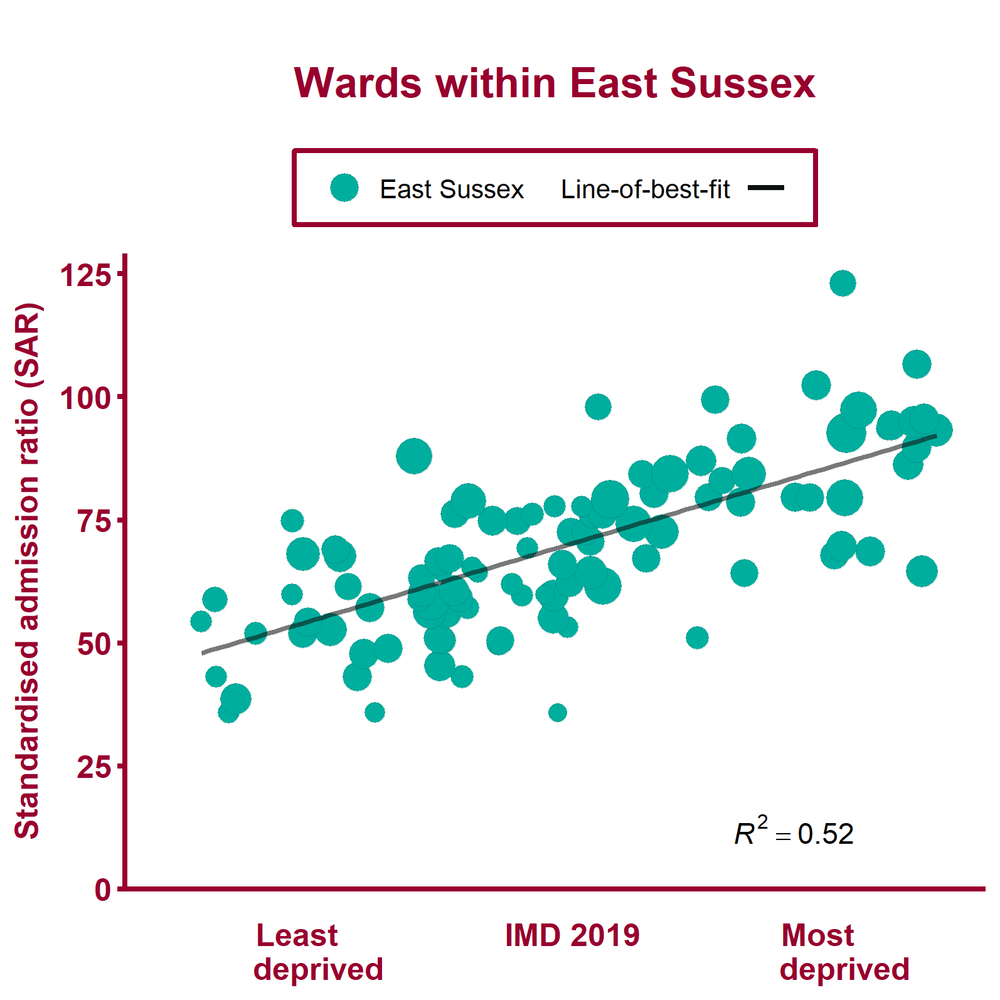 Wards within East Sussex
East Sussex Line-of-best-fit
Standardised admission ratio (SAR)
125
100
75
50
25
0
R² = 0.52
Least deprived
IMD 2019
Most deprived